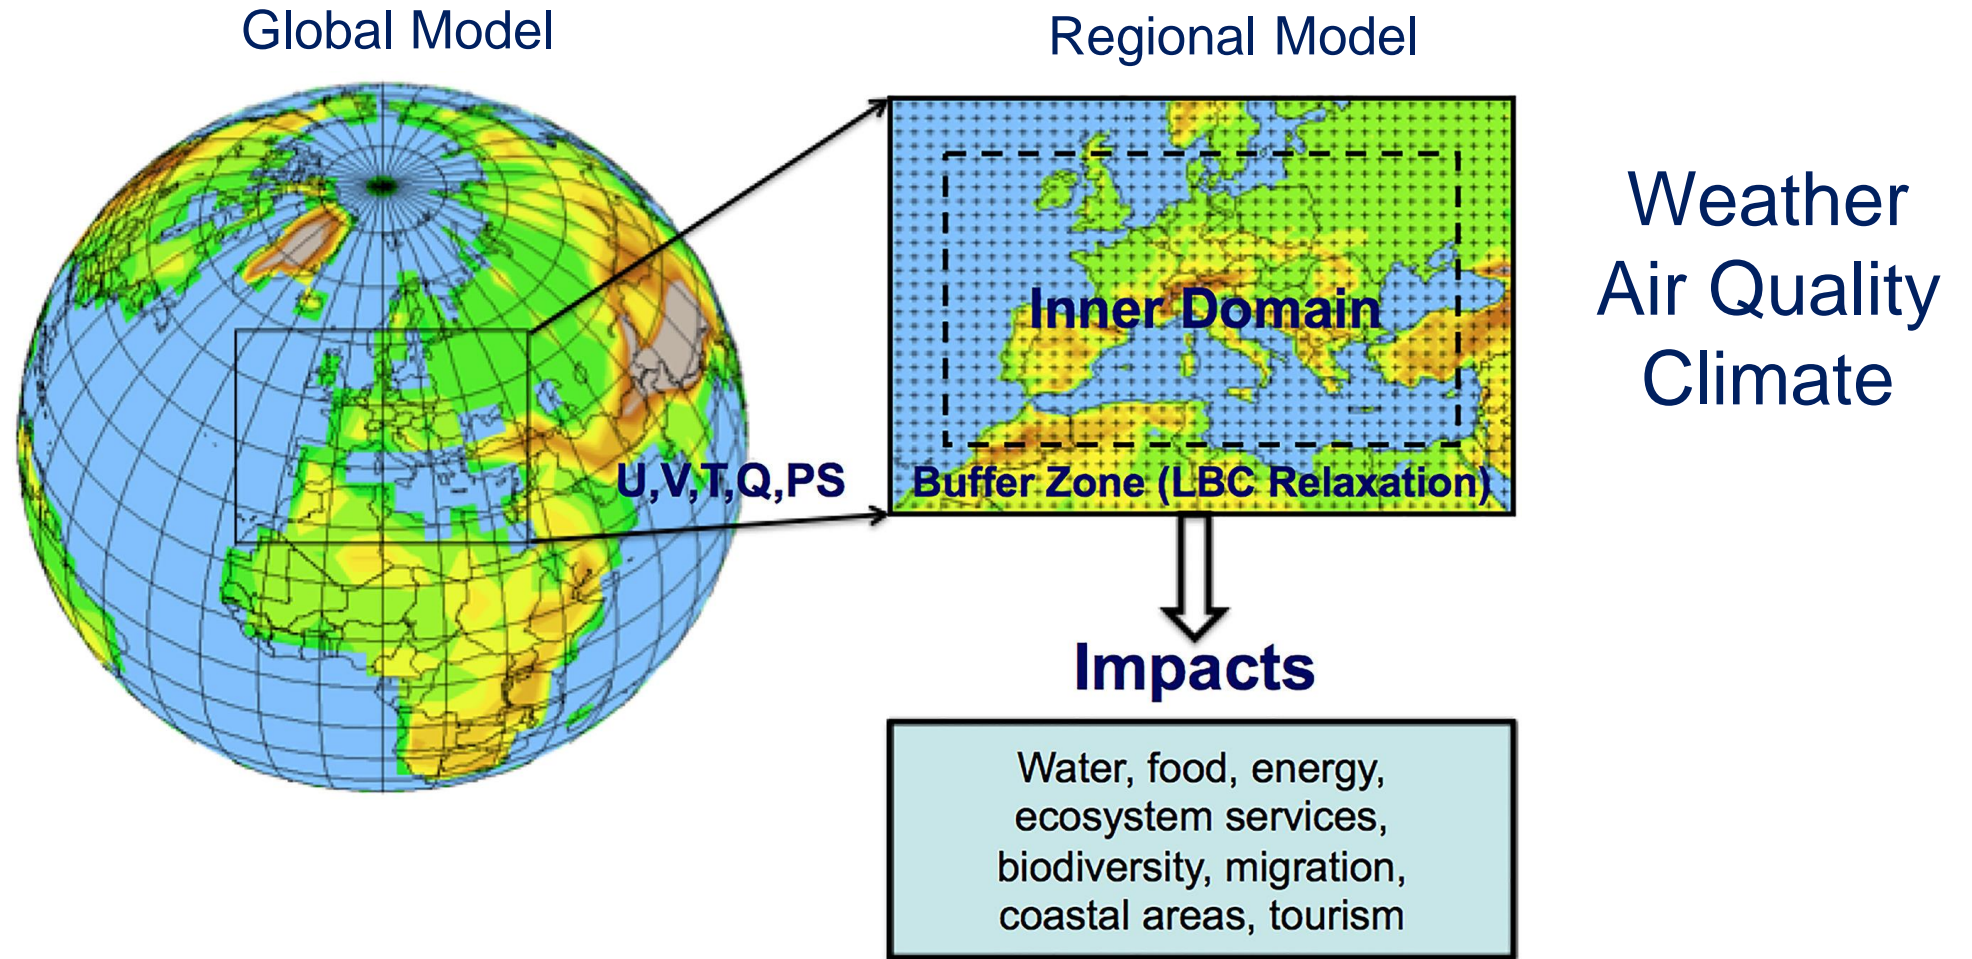 Global Model
Regional Model
Weather
Air Quality
Climate
Inner Domain
U,V,T,Q,PS
Buffer Zone (LBC Relaxation)
Impacts
Water, food, energy,
ecosystem services,
biodiversity, migration,
coastal areas, tourism